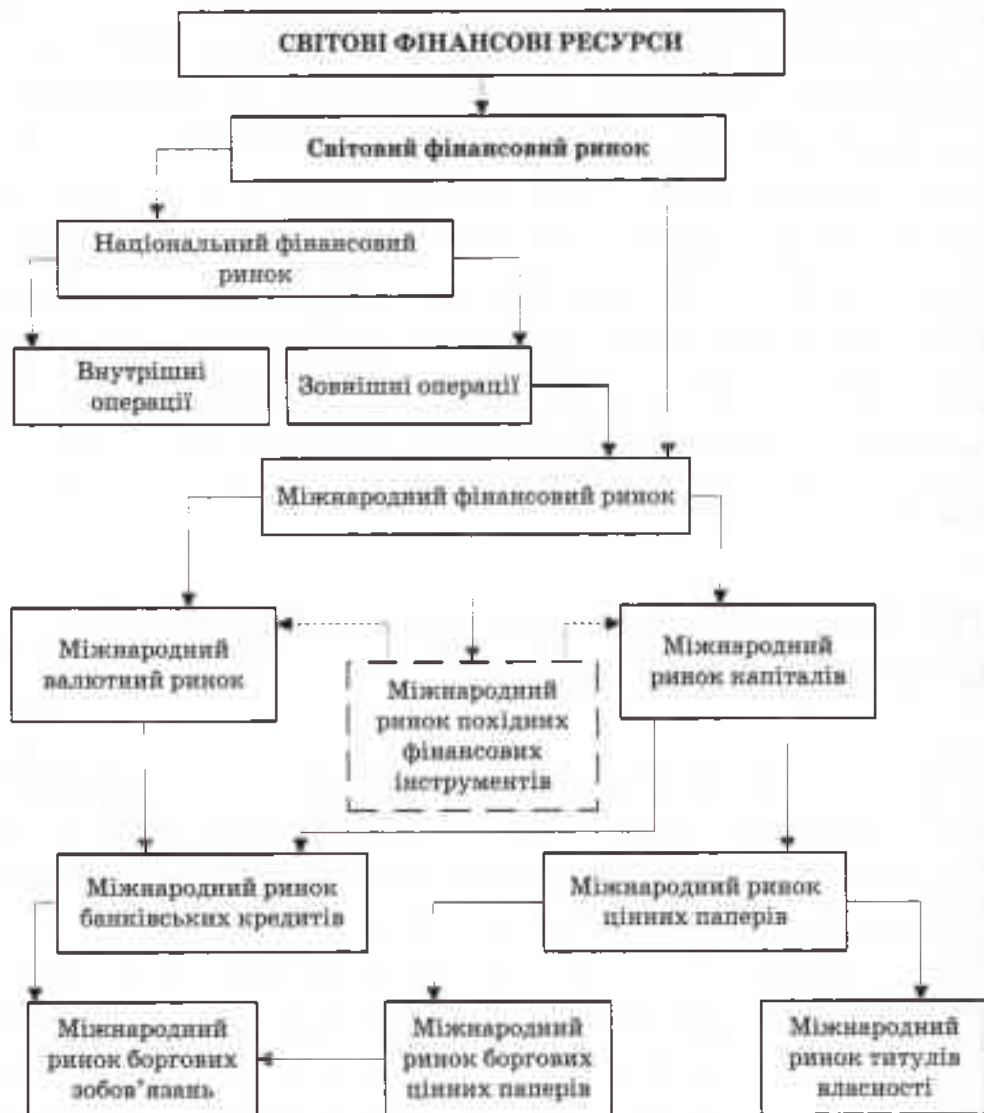 СВІТОВІ ФІНАНСОВІ РЕСУРСИ
Світовий фінансовий ринок
Національний фінансовий
ринок
Внутрішні
операції
Зовнішні операції
Міжнародний фінансовий ринок
Міжнародний
валютний ринок
Міжнародний
ринок похідних
фінансових
інструментів
Міжнародний
ринок капіталів
Міжнародний ринок
банківських кредитів
Міжнародний ринок
цінних паперів
Міжнародний
ринок боргових
зобов’язань
Міжнародний
ринок боргових
цінних паперів
Міжнародний
ринок титулів
власності